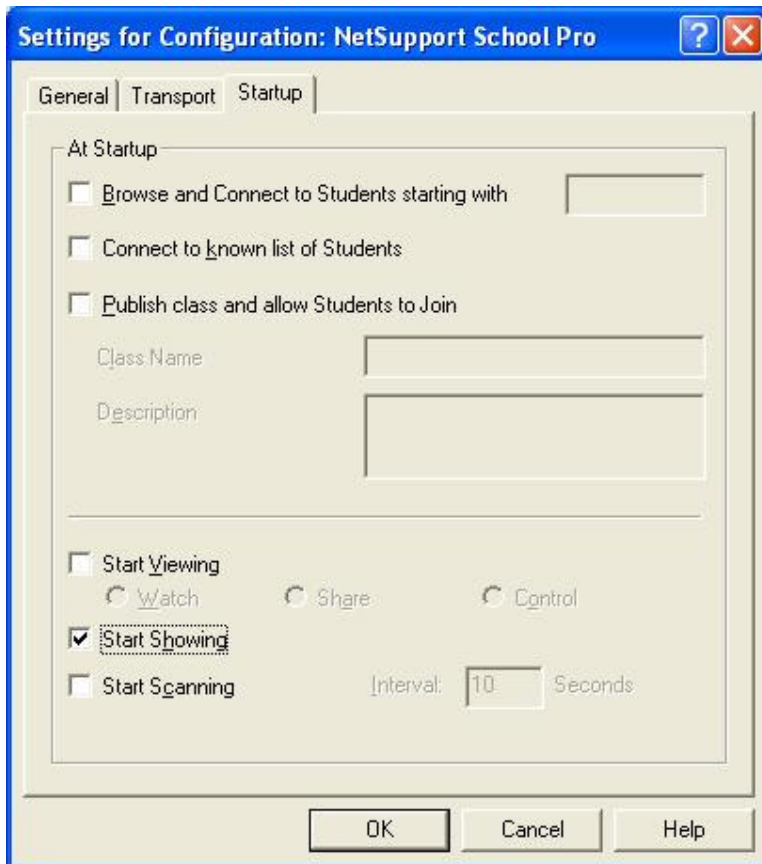 Settings for Configuration: NetSupport School Pro
General Transport Startup
At Startup
Browse and Connect to Students starting with
Connect to known list of Students
Publish class and allow Students to Join
Class Name
Description
Start Viewing
Watch Share Control
Start Showing
Start Scanning Interval: 10 Seconds
OK Cancel Help